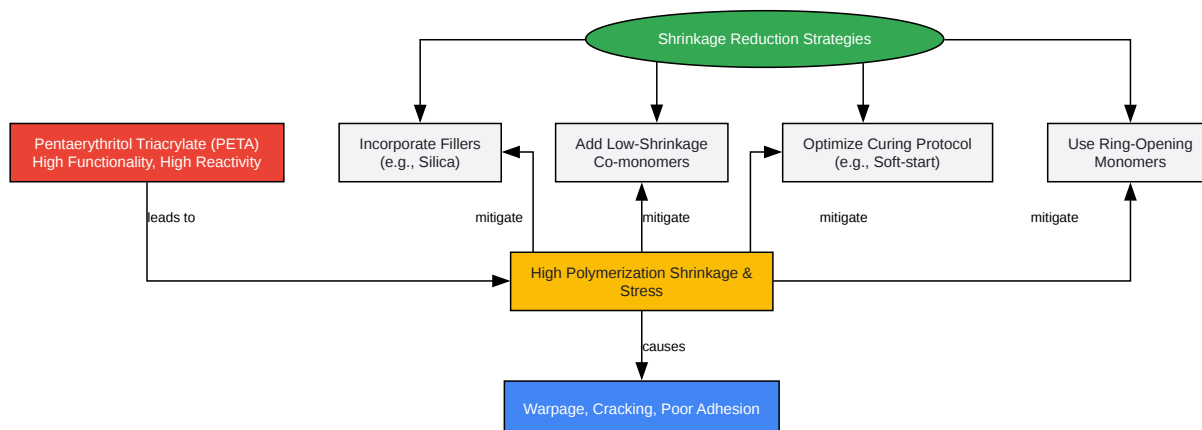 Shrinkage Reduction Strategies
Pentaerythritol Triacrylate (PETA)
High Functionality, High Reactivity
Incorporate Fillers
(e.g., Silica)
Add Low-Shrinkage
Co-monomers
Optimize Curing Protocol
(e.g., Soft-start)
Use Ring-Opening
Monomers
leads to
mitigate
mitigate
mitigate
mitigate
High Polymerization Shrinkage &
Stress
causes
Warpage, Cracking, Poor Adhesion